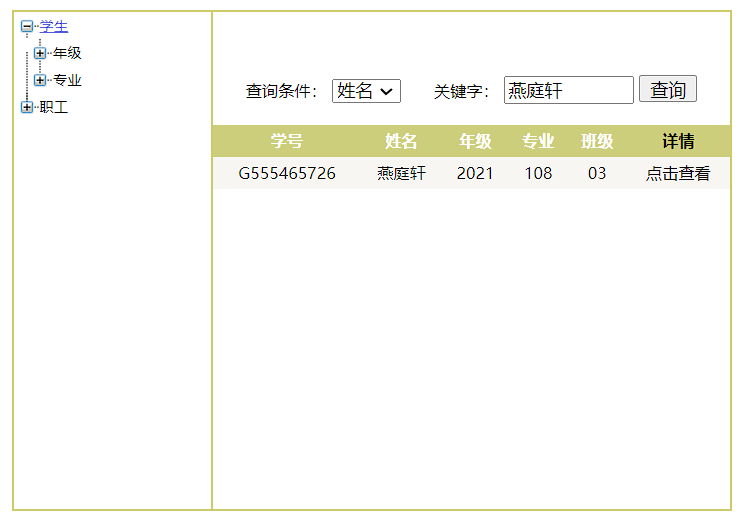 学生
年级
专业
职工
查询条件： 姓名 关键字： 燕庭轩 查询
学号 姓名 年级 专业 班级 详情
G555465726 燕庭轩 2021 108 03 点击查看